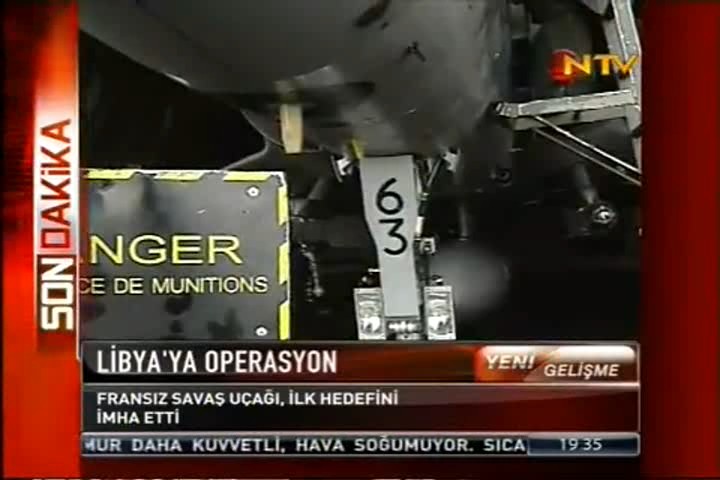 NTV
SON DAKİKA
63
ANGER
CE DE MUNITIONS
LİBYA'YA OPERASYON
YENİ GELİŞME
FRANSIZ SAVAŞ UÇAĞI, İLK HEDEFİNİ
İMHA ETTİ
MUR DAHA KUVVETLİ, HAVA SOĞUMUYOR. SICA
19 35